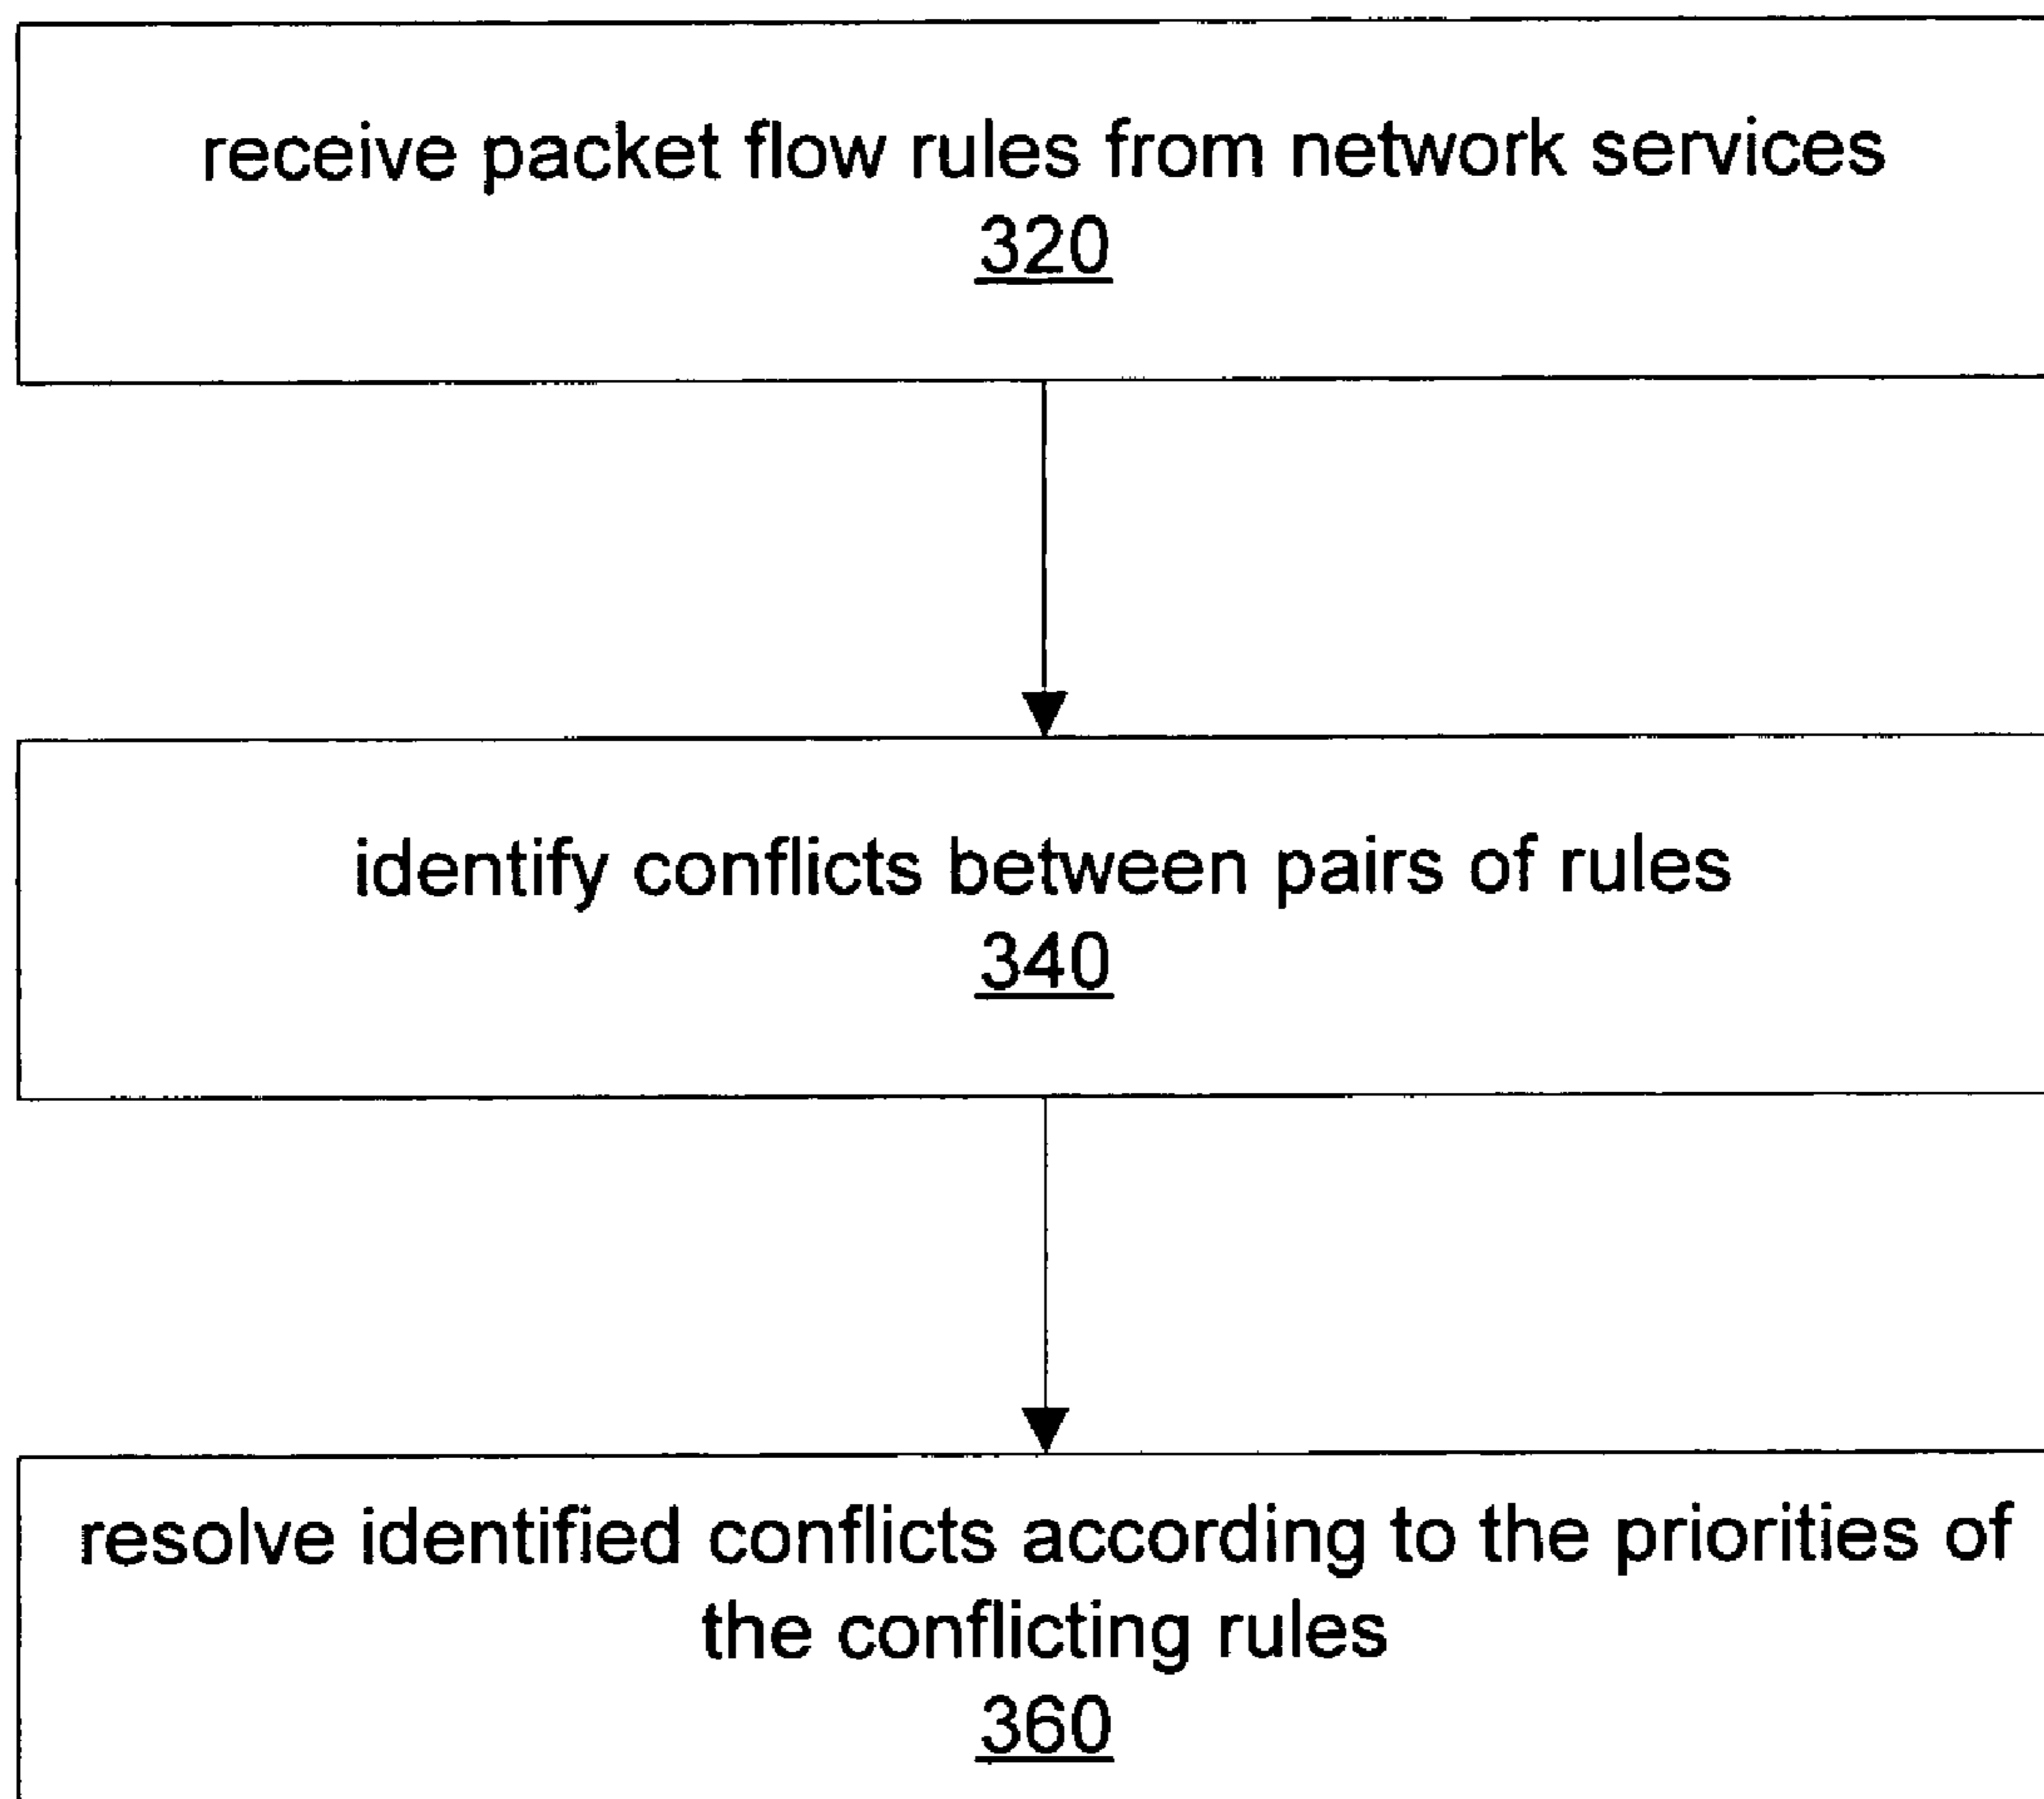 receive packet flow rules from network services
320
identify conflicts between pairs of rules
340
resolve identified conflicts according to the priorities of
the conflicting rules
360